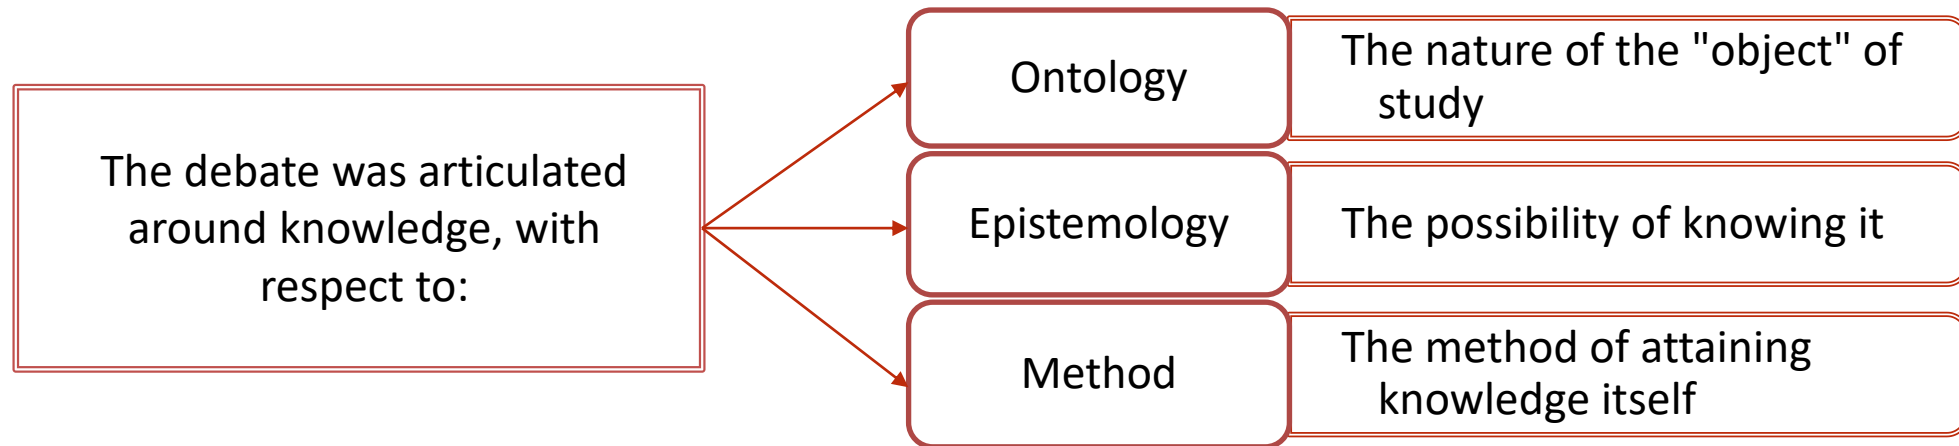 The debate was articulated
around knowledge, with
respect to:
Ontology
The nature of the "object" of
study
Epistemology
The possibility of knowing it
Method
The method of attaining
knowledge itself